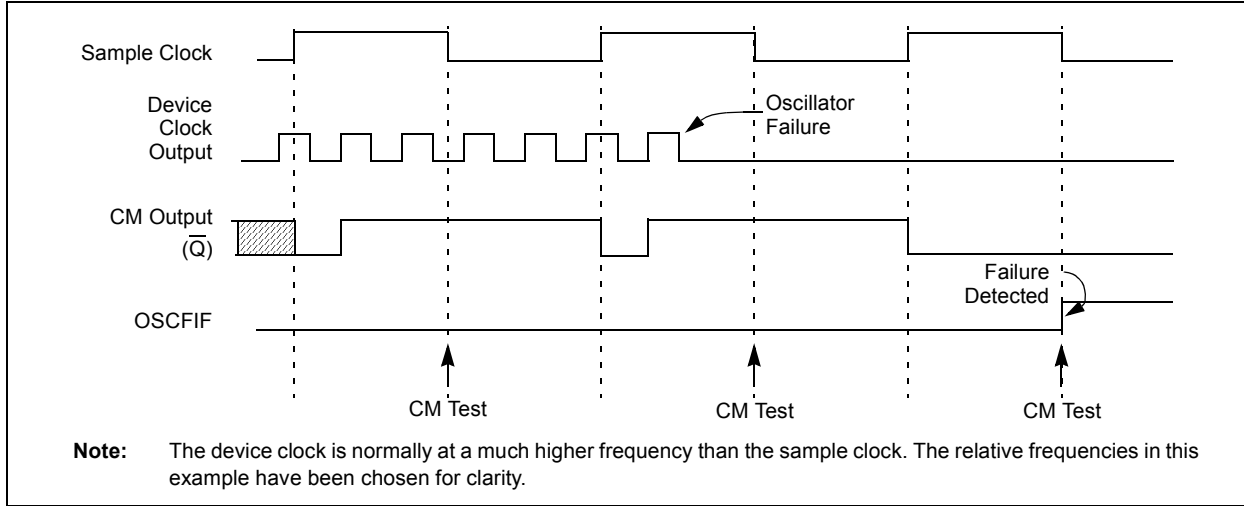 Sample Clock
Device
Clock
Output
Oscillator
Failure
CM Output
(Q̅)
Failure
Detected
OSCFIF
CM Test
CM Test
CM Test
Note: The device clock is normally at a much higher frequency than the sample clock. The relative frequencies in this
example have been chosen for clarity.